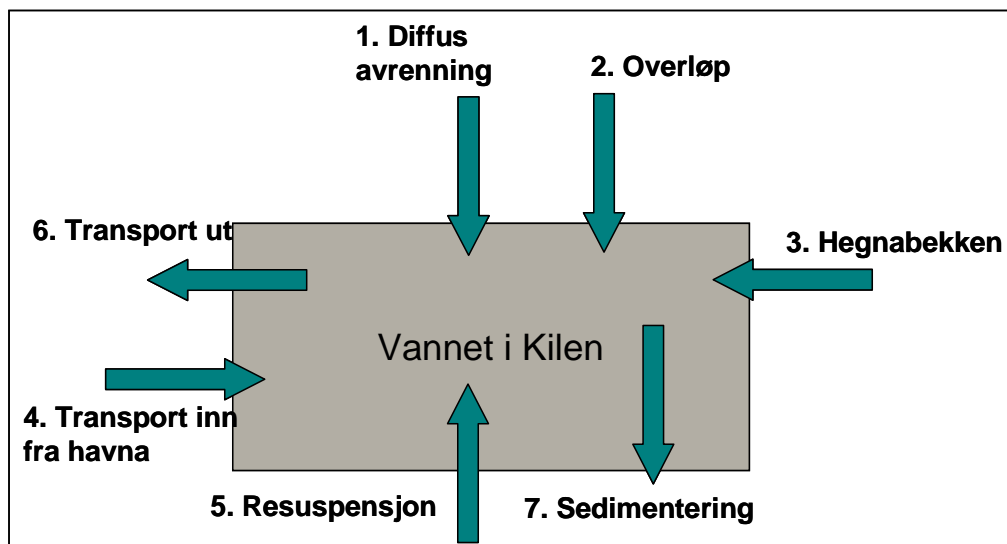 1. Diffus
avrenning
2. Overløp
6. Transport ut
3. Hegnabekken
Vannet i Kilen
4. Transport inn
fra havna
5. Resuspensjon
7. Sedimentering